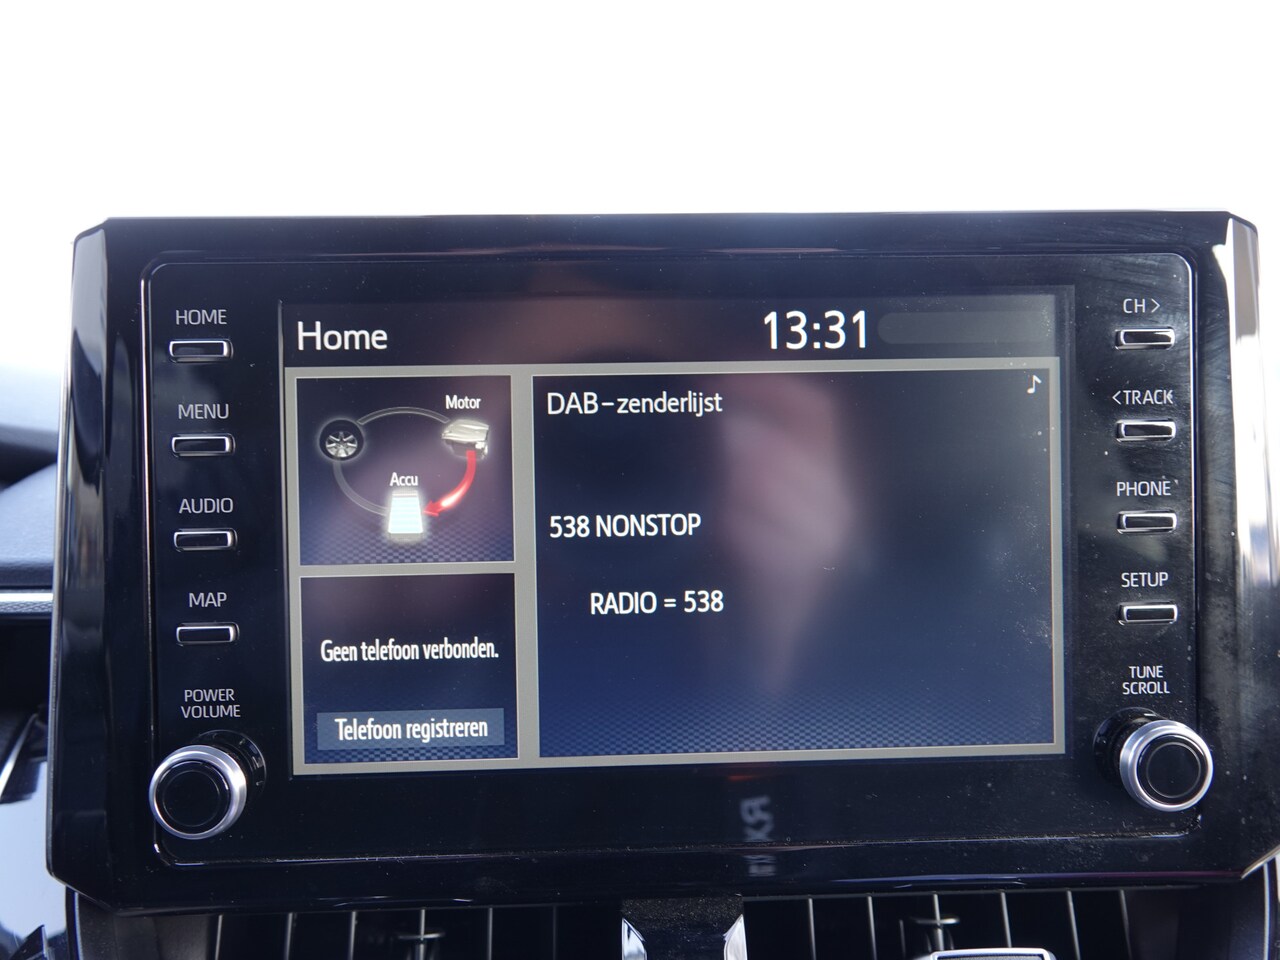 HOME
MENU
AUDIO
MAP
POWER
VOLUME
Home
13:31
Motor
Accu
Geen telefoon verbonden.
Telefoon registreren
DAB-zenderlijst
538 NONSTOP
RADIO = 538
CH >
<TRACK
PHONE
SETUP
TUNE
SCROLL